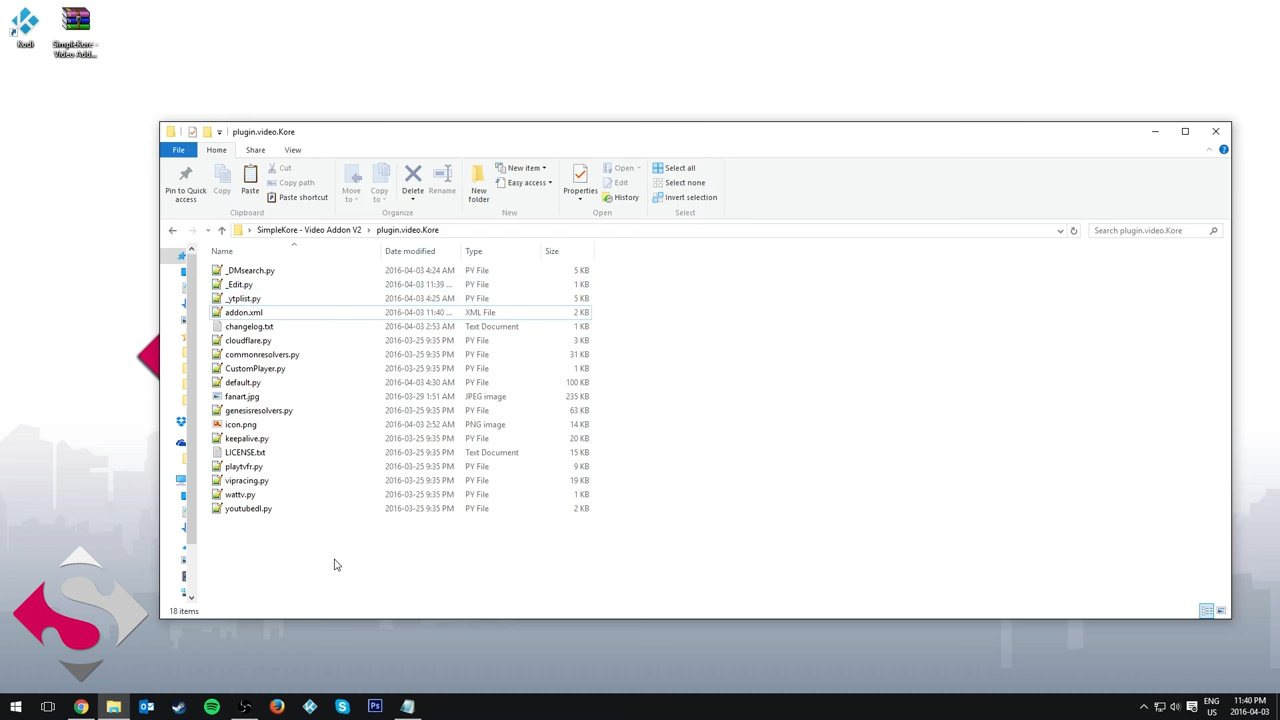 Kodi
SimpleKore -
Video Add...
plugin.video.Kore
File Home Share View
Pin to Quick
access
Copy
Paste
Cut
Copy path
Paste shortcut
Clipboard
Move
to
Copy
to
Delete
Rename
Organize
New
folder
New item
Easy access
New
Properties
Open
Edit
History
Open
Select all
Select none
Invert selection
Select
SimpleKore - Video Addon V2 plugin.video.Kore
Search plugin.video.Kore
Name Date modified Type Size
_DMsearch.py 2016-04-03 4:24 AM PY File 5 KB
_Edit.py 2016-04-03 11:39 ... PY File 1 KB
_ytplist.py 2016-04-03 4:25 AM PY File 5 KB
addon.xml 2016-04-03 11:40 ... XML File 2 KB
changelog.txt 2016-04-03 2:53 AM Text Document 1 KB
cloudflare.py 2016-03-25 9:35 PM PY File 3 KB
commonresolvers.py 2016-03-25 9:35 PM PY File 31 KB
CustomPlayer.py 2016-03-25 9:35 PM PY File 1 KB
default.py 2016-04-03 4:30 AM PY File 100 KB
fanart.jpg 2016-03-29 1:51 AM JPEG image 235 KB
genesisresolvers.py 2016-03-25 9:35 PM PY File 63 KB
icon.png 2016-04-03 2:52 AM PNG image 14 KB
keepalive.py 2016-03-25 9:35 PM PY File 20 KB
LICENSE.txt 2016-03-25 9:35 PM Text Document 15 KB
playtvfr.py 2016-03-25 9:35 PM PY File 9 KB
vipracing.py 2016-03-25 9:35 PM PY File 19 KB
wattv.py 2016-03-25 9:35 PM PY File 1 KB
youtubedl.py 2016-03-25 9:35 PM PY File 2 KB
18 items
ENG
US
11:40 PM
2016-04-03